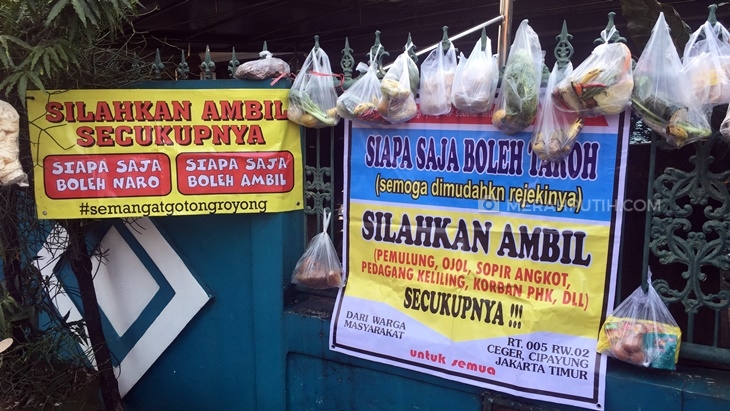 SILAHKAN AMBIL
SECUKUPNYA
SIAPA SAJA
BOLEH NARO
SIAPA SAJA
BOLEH AMBIL
#semangatgotongroyong
SIAPA SAJA BOLEH TAROH
(semoga dimudahkn rejekinya)
MERAHPUTIH.COM
SILAHKAN AMBIL
(PEMULUNG, OJOL, SOPIR ANGKOT,
PEDAGANG KELILING, KORBAN PHK, DLL)
SECUKUPNYA !!!
DARI WARGA
MASYARAKAT
RT. 005 RW.02
CEGER, CIPAYUNG
JAKARTA TIMUR
untuk semua